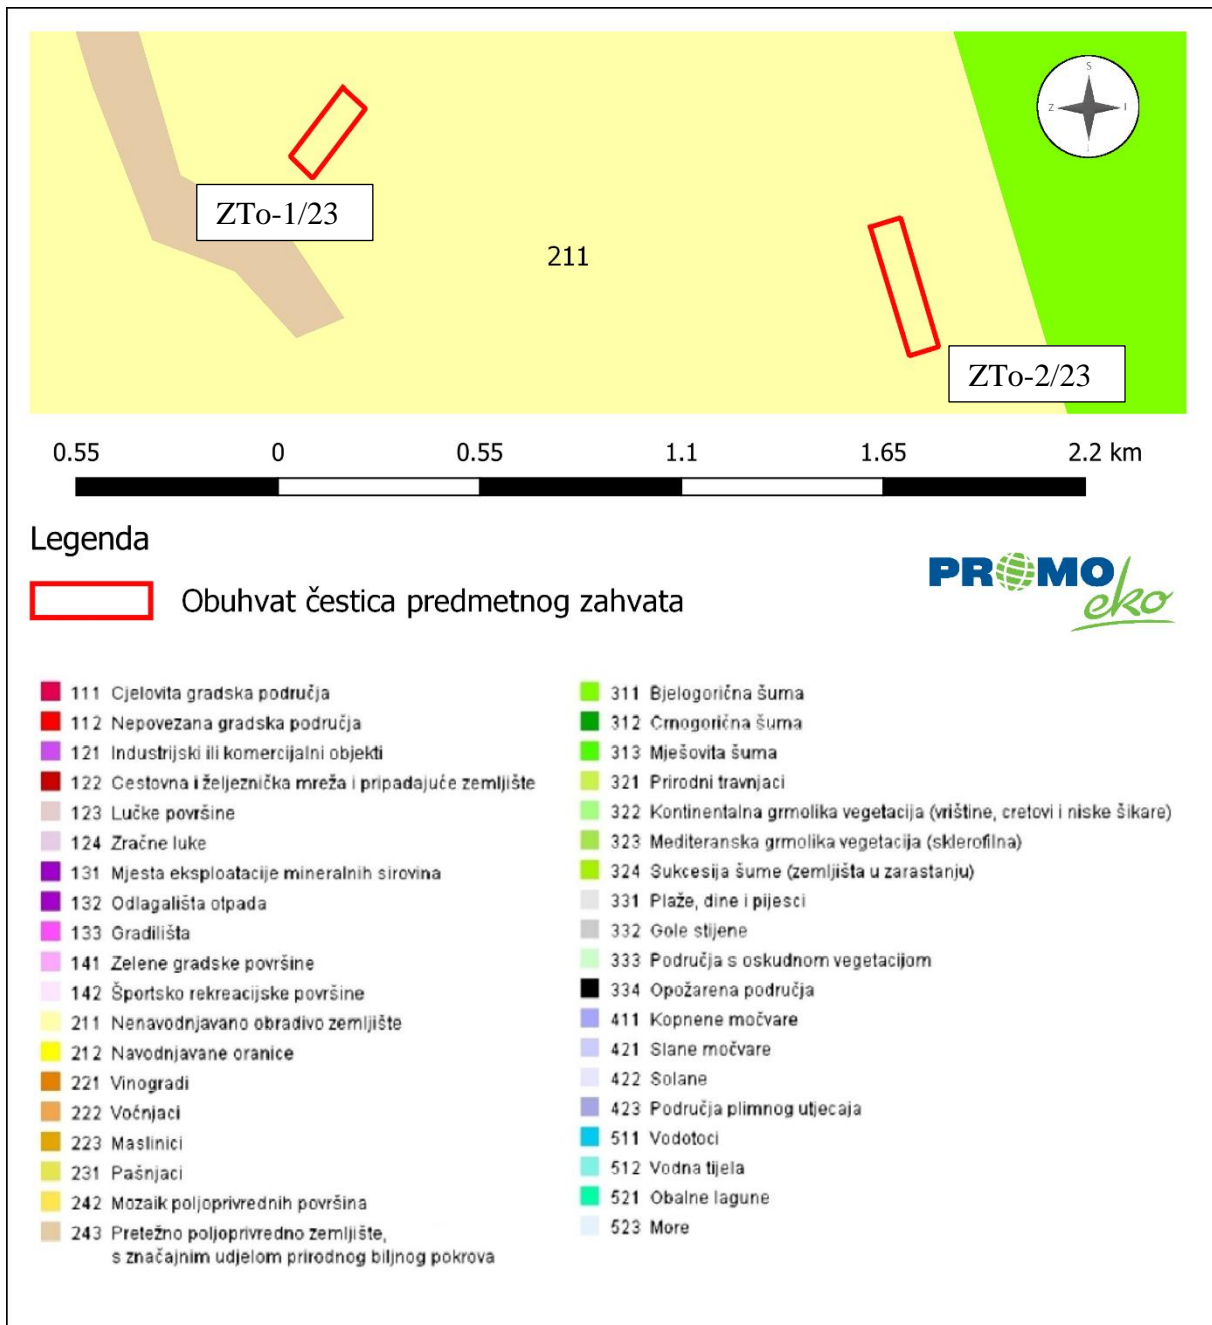 S
Z
I
J
ZTo-1/23
211
ZTo-2/23
0.55 0 0.55 1.1 1.65 2.2 km
Legenda
Obuhvat čestica predmetnog zahvata
PROMO
eko
111 Cjelovita gradska područja
112 Nepovezana gradska područja
121 Industrijski ili komercijalni objekti
122 Cestovna i željeznička mreža i pripadajuće zemljište
123 Lučke površine
124 Zračne luke
131 Mjesta eksploatacije mineralnih sirovina
132 Odlagališta otpada
133 Gradilišta
141 Zelene gradske površine
142 Športsko rekreacijske površine
211 Nenavodnjavano obradivo zemljište
212 Navodnjavane oranice
221 Vinogradi
222 Voćnjaci
223 Maslinici
231 Pašnjaci
242 Mozaik poljoprivrednih površina
243 Pretežno poljoprivredno zemljište,
s značajnim udjelom prirodnog biljnog pokrova
311 Bjelogorična šuma
312 Crnogorična šuma
313 Mješovita šuma
321 Prirodni travnjaci
322 Kontinentalna grmolika vegetacija (vrištine, cretovi i niske šikare)
323 Mediteranska grmolika vegetacija (sklerofilna)
324 Sukcesija šume (zemljišta u zarastanju)
331 Plaže, dine i pijesci
332 Gole stijene
333 Područja s oskudnom vegetacijom
334 Opožarena područja
411 Kopnene močvare
421 Slane močvare
422 Solane
423 Područja plimnog utjecaja
511 Vodotoci
512 Vodna tijela
521 Obalne lagune
523 More